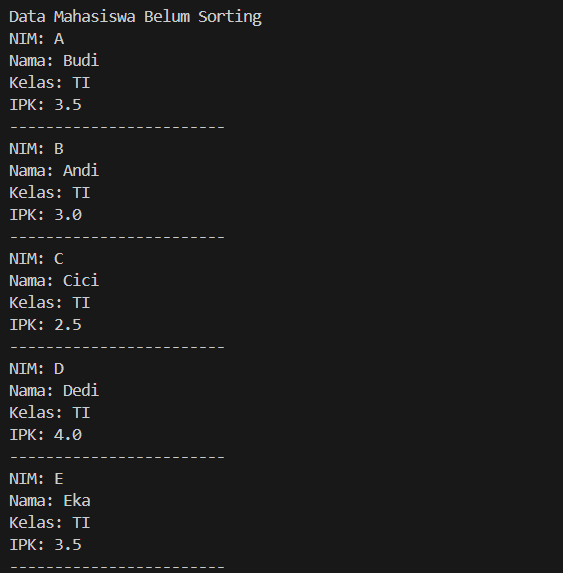 Data Mahasiswa Belum Sorting
NIM: A
Nama: Budi
Kelas: TI
IPK: 3.5
------------------------
NIM: B
Nama: Andi
Kelas: TI
IPK: 3.0
------------------------
NIM: C
Nama: Cici
Kelas: TI
IPK: 2.5
------------------------
NIM: D
Nama: Dedi
Kelas: TI
IPK: 4.0
------------------------
NIM: E
Nama: Eka
Kelas: TI
IPK: 3.5
------------------------